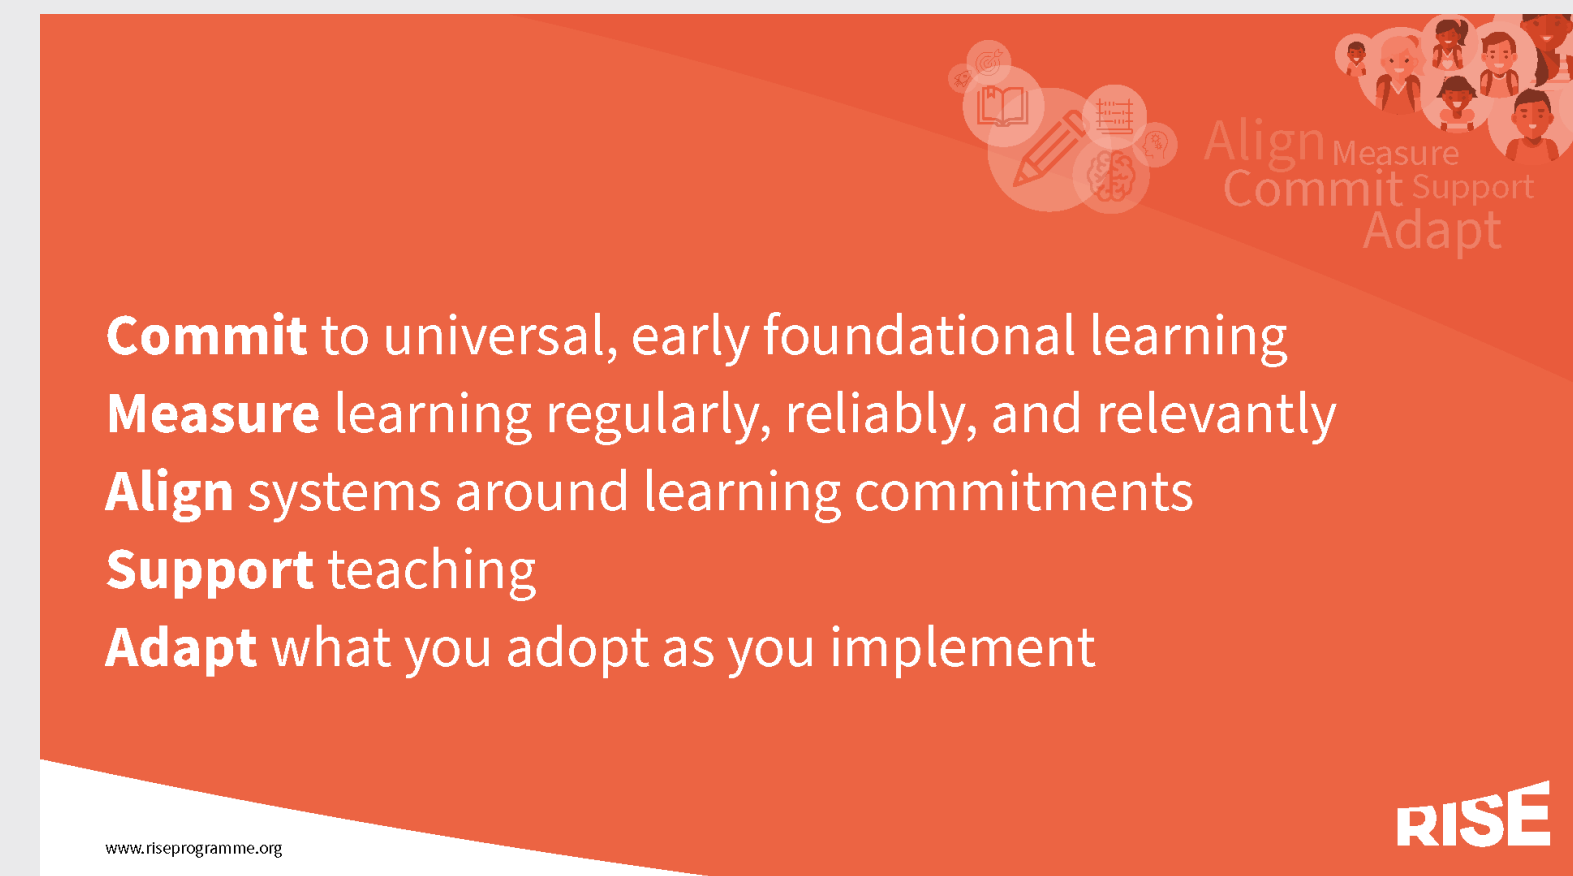 Align Measure
Commit Support
Adapt
Commit to universal, early foundational learning
Measure learning regularly, reliably, and relevantly
Align systems around learning commitments
Support teaching
Adapt what you adopt as you implement
www.riseprogramme.org
RISE